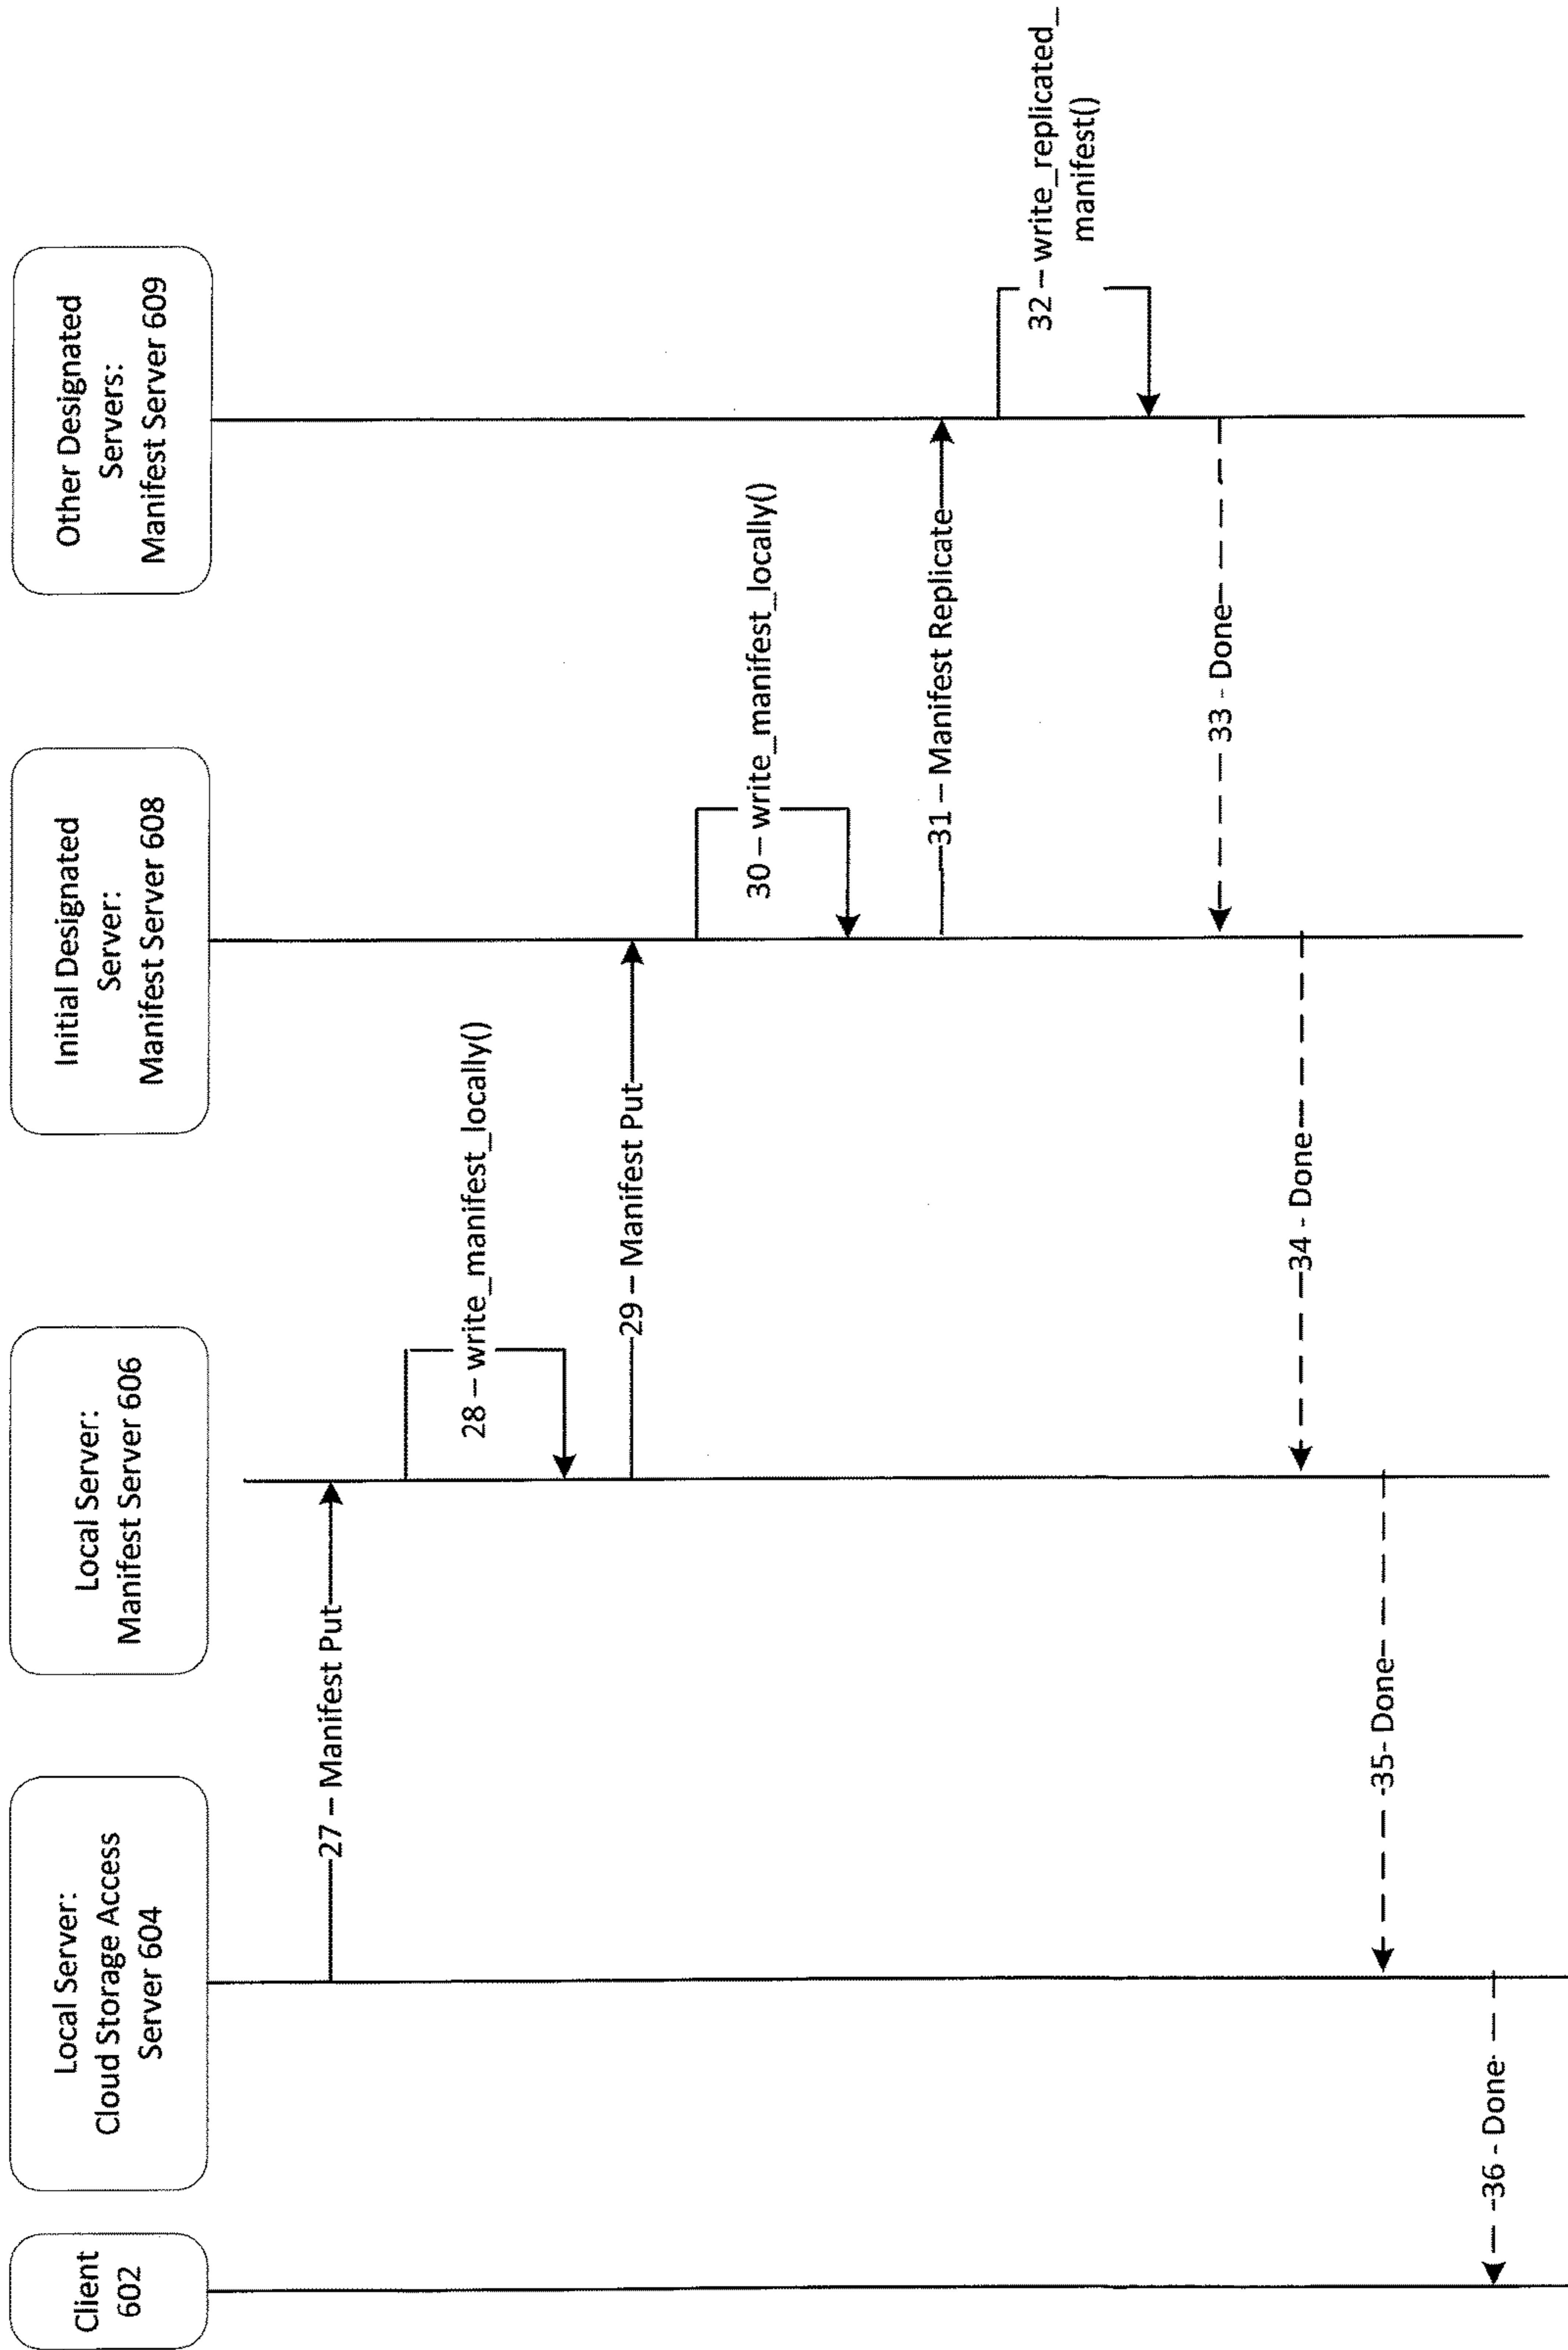 Client
602
Local Server:
Cloud Storage Access
Server 604
Local Server:
Manifest Server 606
Initial Designated
Server:
Manifest Server 608
Other Designated
Servers:
Manifest Server 609
27 – Manifest Put
28 – write_manifest_locally()
29 – Manifest Put
30 – write_manifest_locally()
31 – Manifest Replicate
32 – write_replicated_
manifest()
33 - Done
34 - Done
35- Done
36 - Done